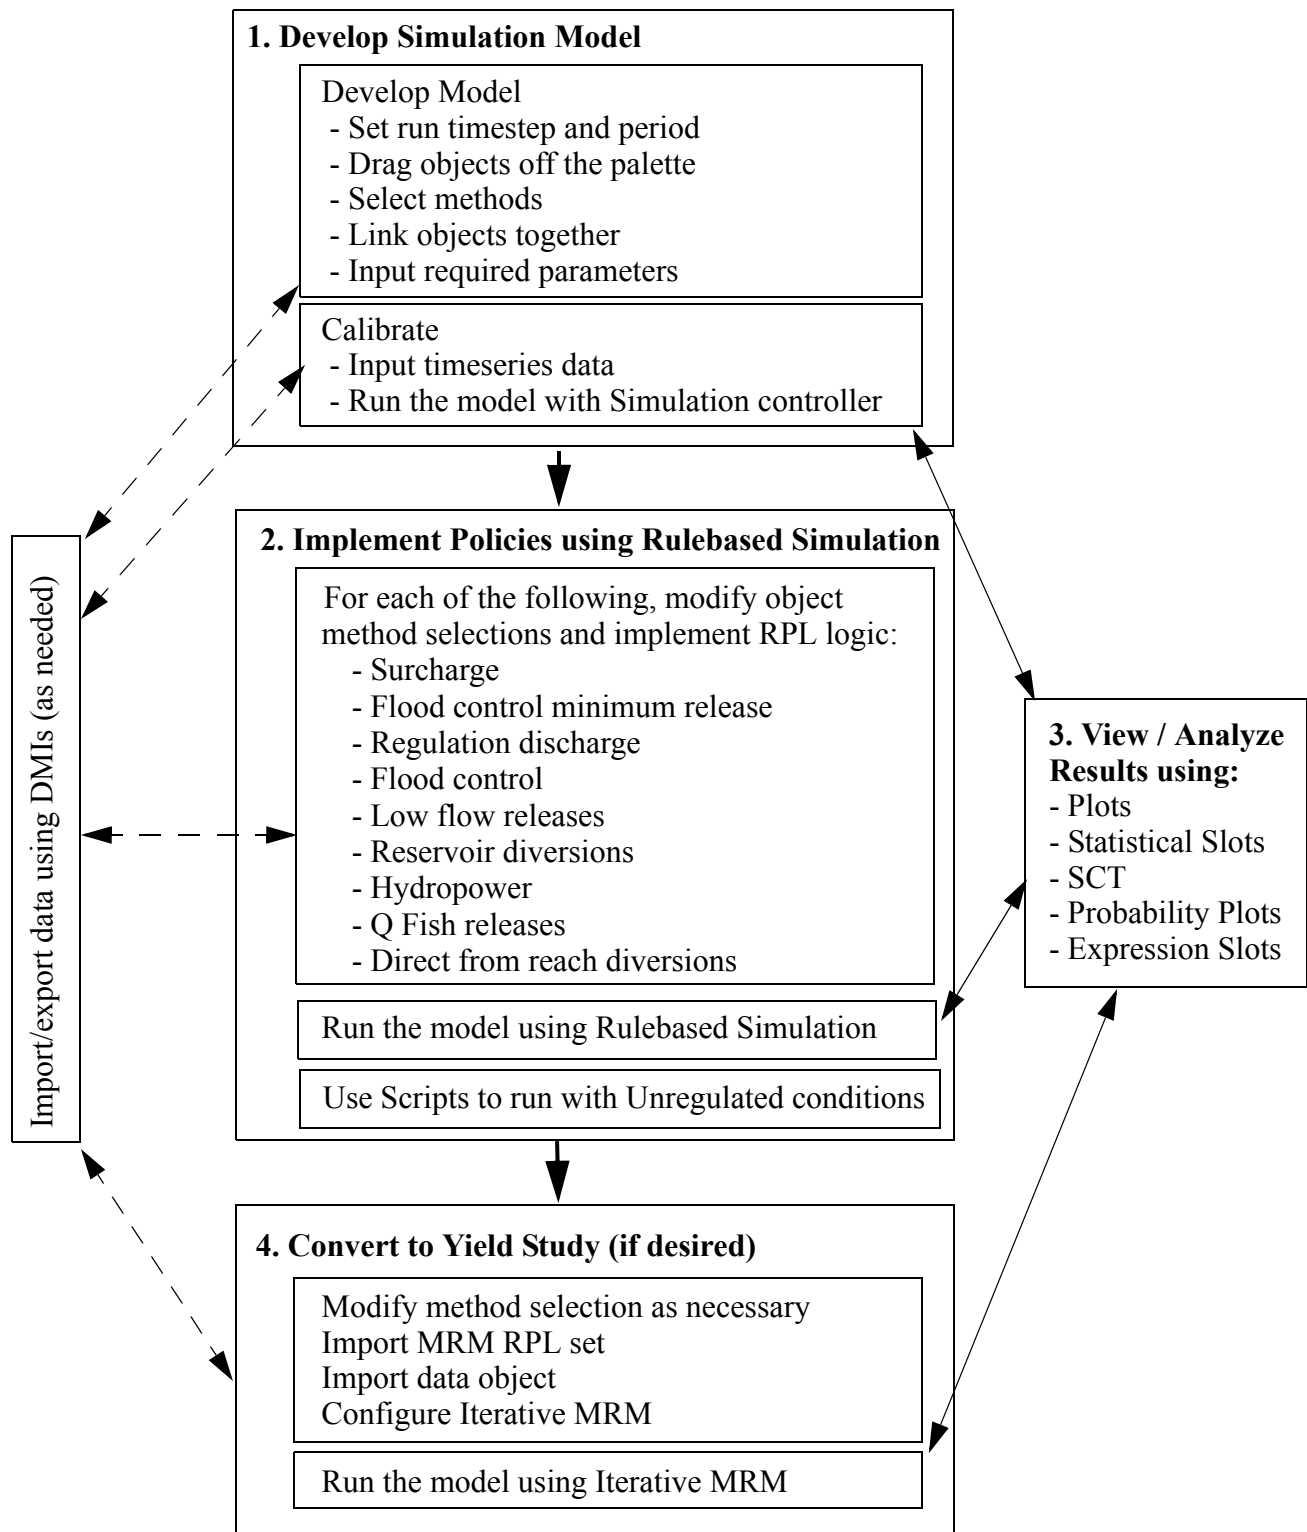 1. Develop Simulation Model
Develop Model
- Set run timestep and period
- Drag objects off the palette
- Select methods
- Link objects together
- Input required parameters
Calibrate
- Input timeseries data
- Run the model with Simulation controller
Import/export data using DMIs (as needed)
2. Implement Policies using Rulebased Simulation
For each of the following, modify object
method selections and implement RPL logic:
- Surcharge
- Flood control minimum release
- Regulation discharge
- Flood control
- Low flow releases
- Reservoir diversions
- Hydropower
- Q Fish releases
- Direct from reach diversions
Run the model using Rulebased Simulation
Use Scripts to run with Unregulated conditions
3. View / Analyze
Results using:
- Plots
- Statistical Slots
- SCT
- Probability Plots
- Expression Slots
4. Convert to Yield Study (if desired)
Modify method selection as necessary
Import MRM RPL set
Import data object
Configure Iterative MRM
Run the model using Iterative MRM